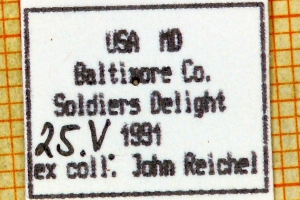 USA MD
Baltimore Co.
Soldiers Delight
25.V 1991
ex coll: John Reichel